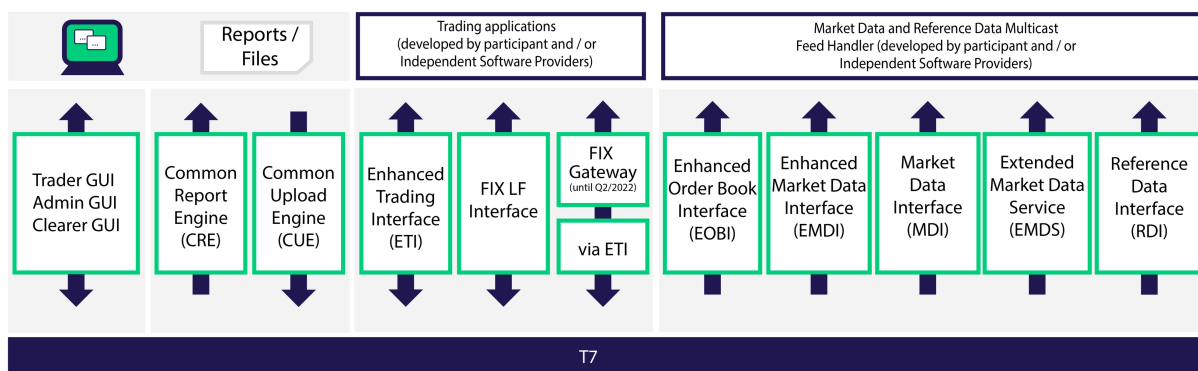 Reports /
Files
Trading applications
(developed by participant and / or
Independent Software Providers)
Market Data and Reference Data Multicast
Feed Handler (developed by participant and / or
Independent Software Providers)
Trader GUI
Admin GUI
Clearer GUI
Common
Report
Engine
(CRE)
Common
Upload
Engine
(CUE)
Enhanced
Trading
Interface
(ETI)
FIX LF
Interface
FIX
Gateway
(until Q2/2022)
via ETI
Enhanced
Order Book
Interface
(EOBI)
Enhanced
Market Data
Interface
(EMDI)
Market
Data
Interface
(MDI)
Extended
Market Data
Service
(EMDS)
Reference
Data
Interface
(RDI)
T7